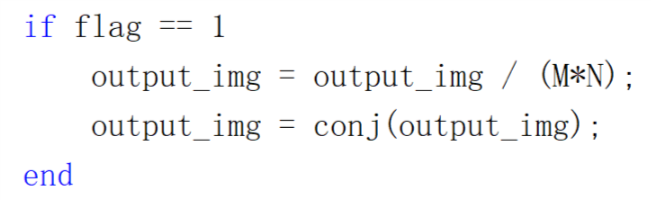 if flag == 1
    output_img = output_img / (M*N);
    output_img = conj(output_img);
end